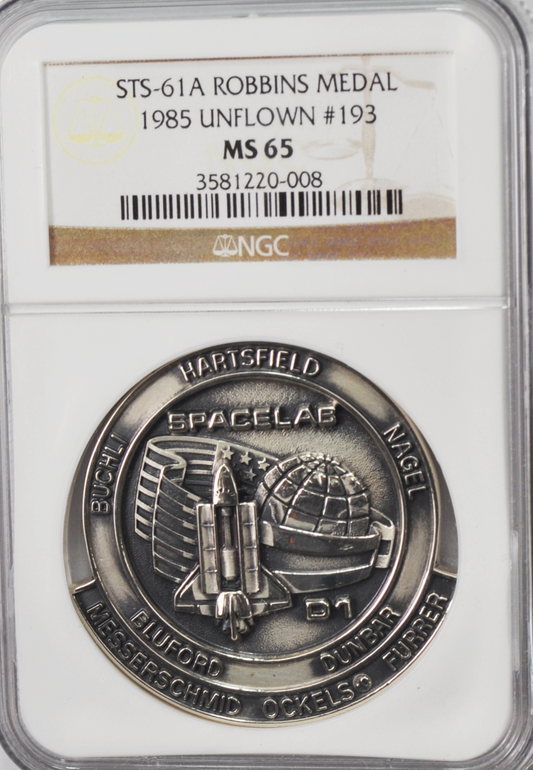 STS-61A ROBBINS MEDAL
1985 UNFLOWN #193
MS 65
3581220-008
NGC
HARTSFIELD
SPACELAB
BUCHLI
NAGEL
D1
BLUFORD
DUNBAR
MESSERSCHMID OCKELS FURRER